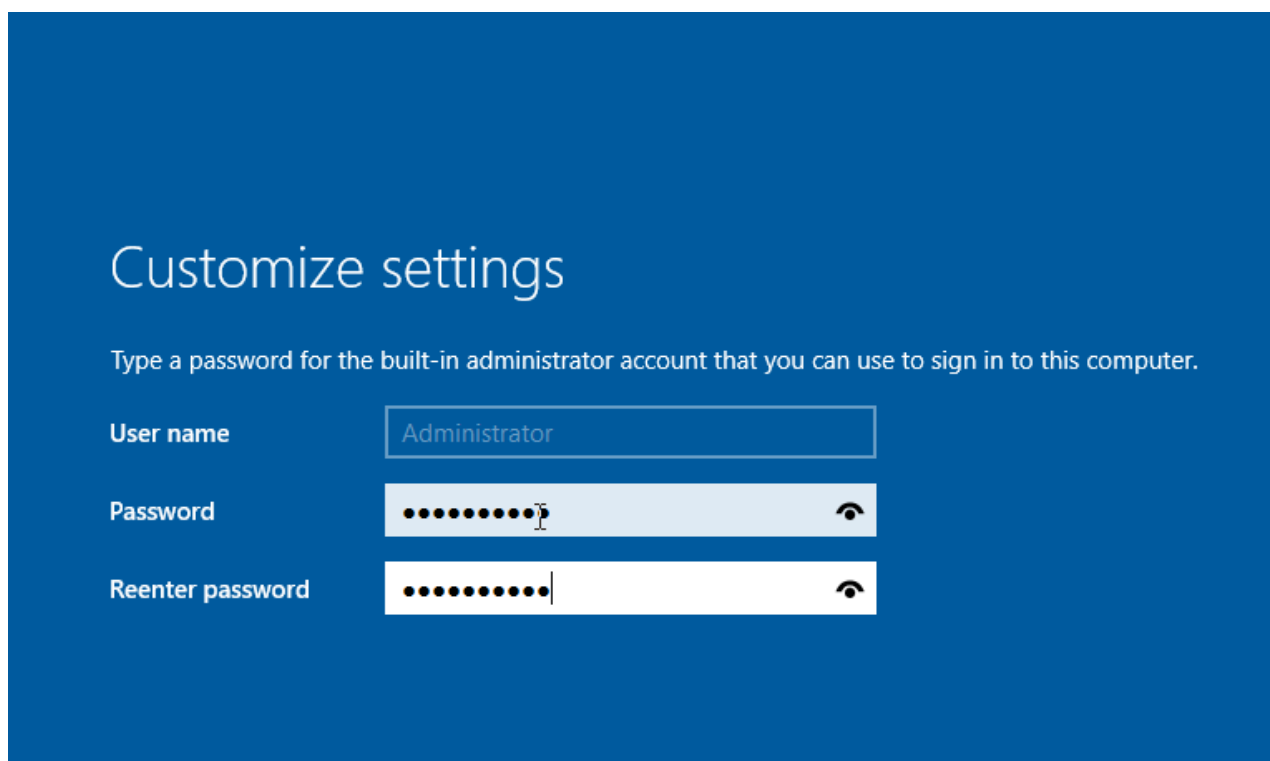 Customize settings
Type a password for the built-in administrator account that you can use to sign in to this computer.
User name Administrator
Password ••••••••••
Reenter password ••••••••••